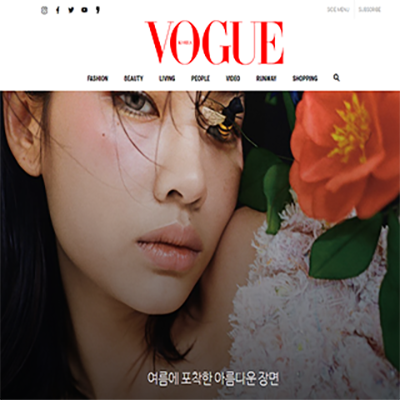 SIDE MENU SUBSCRIBE
VOGUE
KOREA
FASHION BEAUTY LIVING PEOPLE VIDEO RUNWAY SHOPPING
여름에 포착한 아름다운 장면